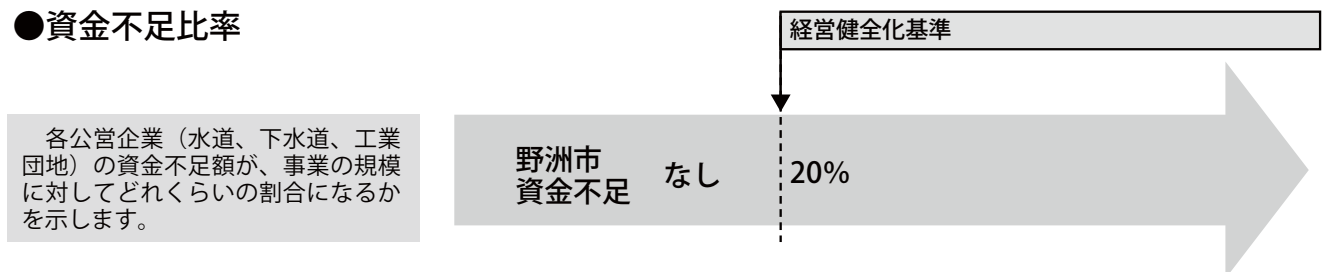 ●資金不足比率
経営健全化基準
各公営企業（水道、下水道、工業
団地）の資金不足額が、事業の規模
に対してどれくらいの割合になるか
を示します。
野洲市
資金不足
なし
20%